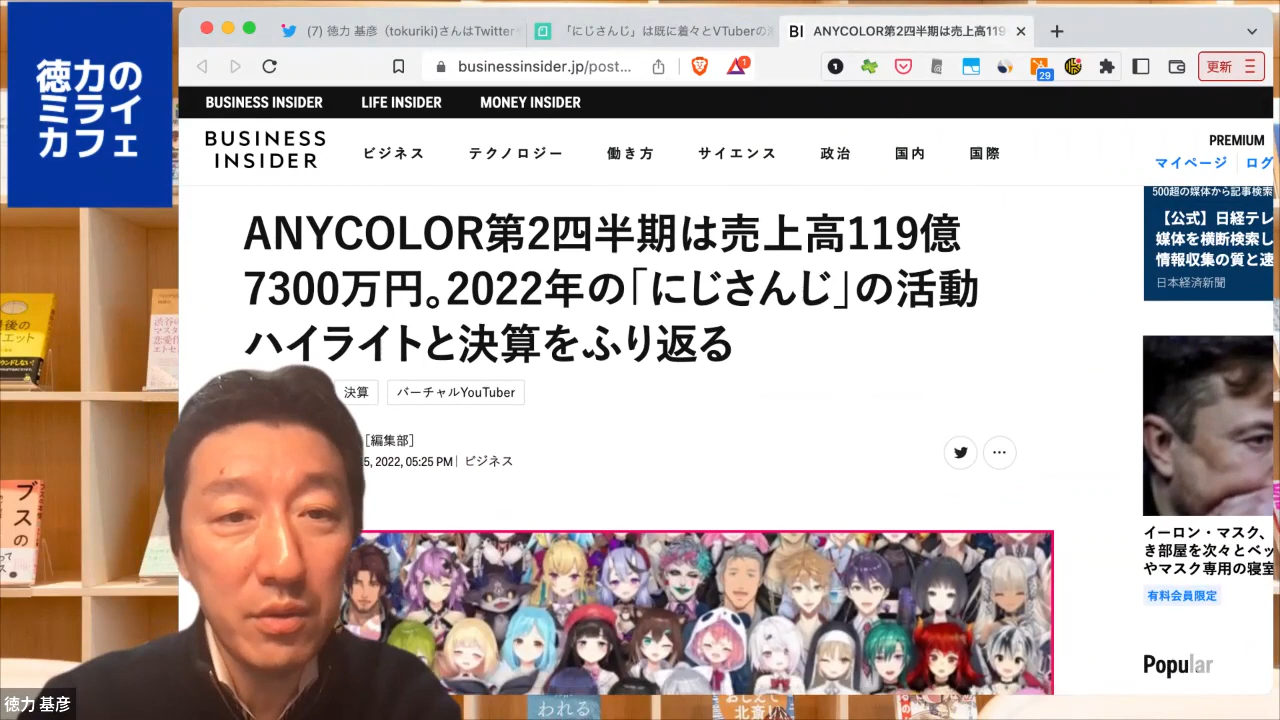 徳力の
ミライ
カフェ
(7) 徳力 基彦（tokuriki)さんはTwitter
「にじさんじ」は既に着々とVTuberの
BI ANYCOLOR第2四半期は売上高119
businessinsider.jp/post...
1
29
更新
BUSINESS INSIDER
LIFE INSIDER
MONEY INSIDER
BUSINESS
INSIDER
ビジネス
テクノロジー
働き方
サイエンス
政治
国内
国際
PREMIUM
マイページ
ログ
500超の媒体から記事検索
【公式】日経テレ
媒体を横断検索し
情報収集の質と速
日本経済新聞
ANYCOLOR第2四半期は売上高119億
7300万円。2022年の「にじさんじ」の活動
ハイライトと決算をふり返る
決算
バーチャルYouTuber
［編集部］
5, 2022, 05:25 PM
ビジネス
イーロン・マスク、
き部屋を次々とベッ
やマスク専用の寝室
有料会員限定
Popular
ブスの
われる
北斎
徳力 基彦